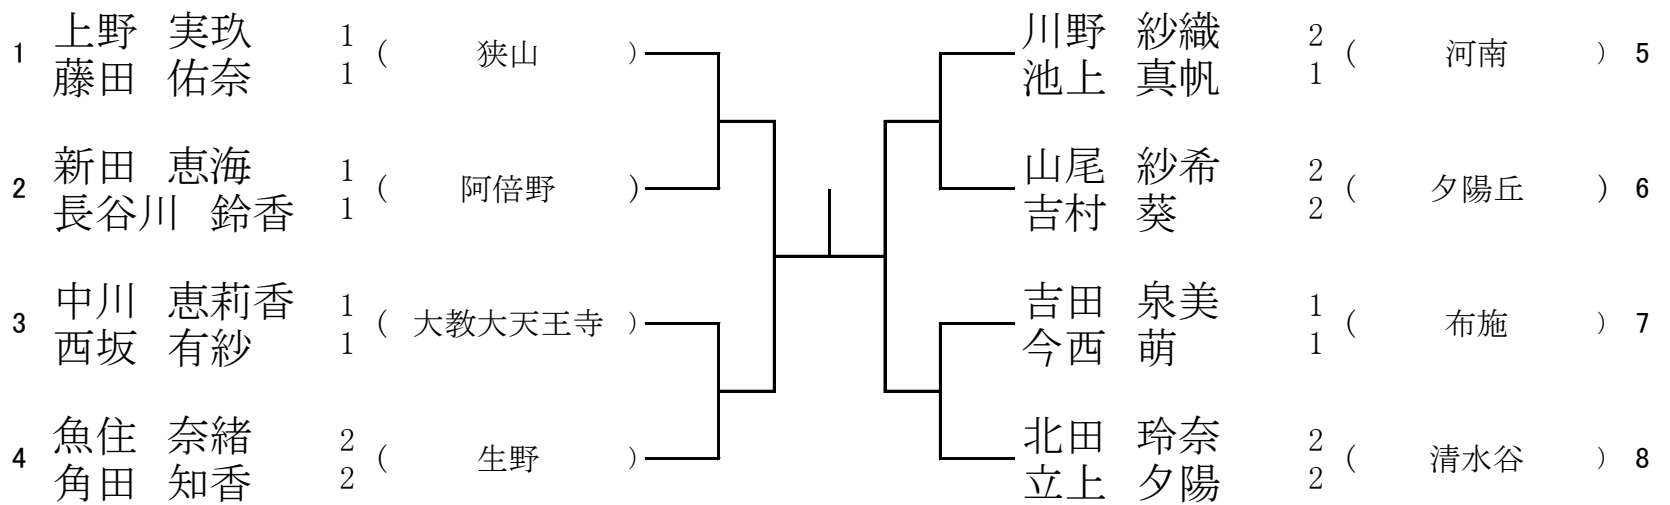 1 上野 実玖 1 ( 狭山 )
藤田 佑奈 1
2 新田 恵海 1 ( 阿倍野 )
長谷川 鈴香 1
3 中川 恵莉香 1 ( 大教大天王寺 )
西坂 有紗 1
4 魚住 奈緒 2 ( 生野 )
角田 知香 2
川野 紗織 2 ( 河南 ) 5
池上 真帆 1
山尾 紗希 2 ( 夕陽丘 ) 6
吉村 葵 2
吉田 泉美 1 ( 布施 ) 7
今西 萌 1
北田 玲奈 2 ( 清水谷 ) 8
立上 夕陽 2